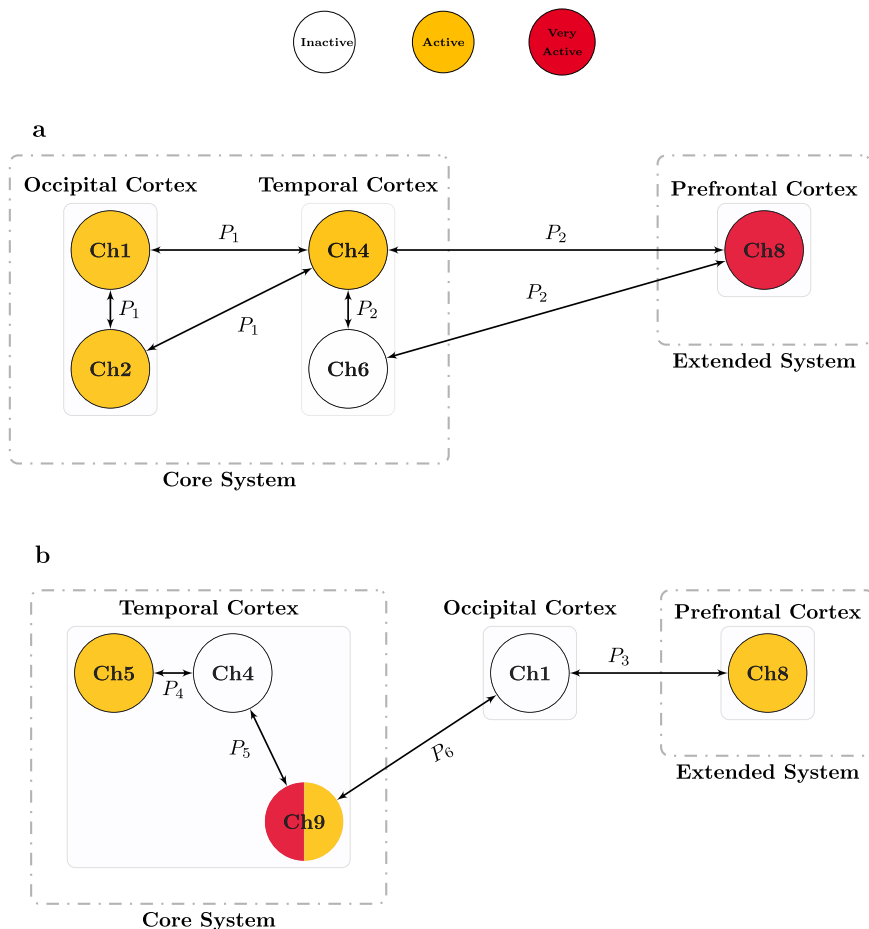 Inactive
Active
Very
Active
a
Occipital Cortex
Temporal Cortex
Prefrontal Cortex
Ch1
P1
Ch4
P2
Ch8
P1
P2
P2
P1
Ch2
Ch6
Extended System
Core System
b
Temporal Cortex
Occipital Cortex
Prefrontal Cortex
Ch5
P4
Ch4
Ch1
P3
Ch8
P5
P6
Ch9
Extended System
Core System